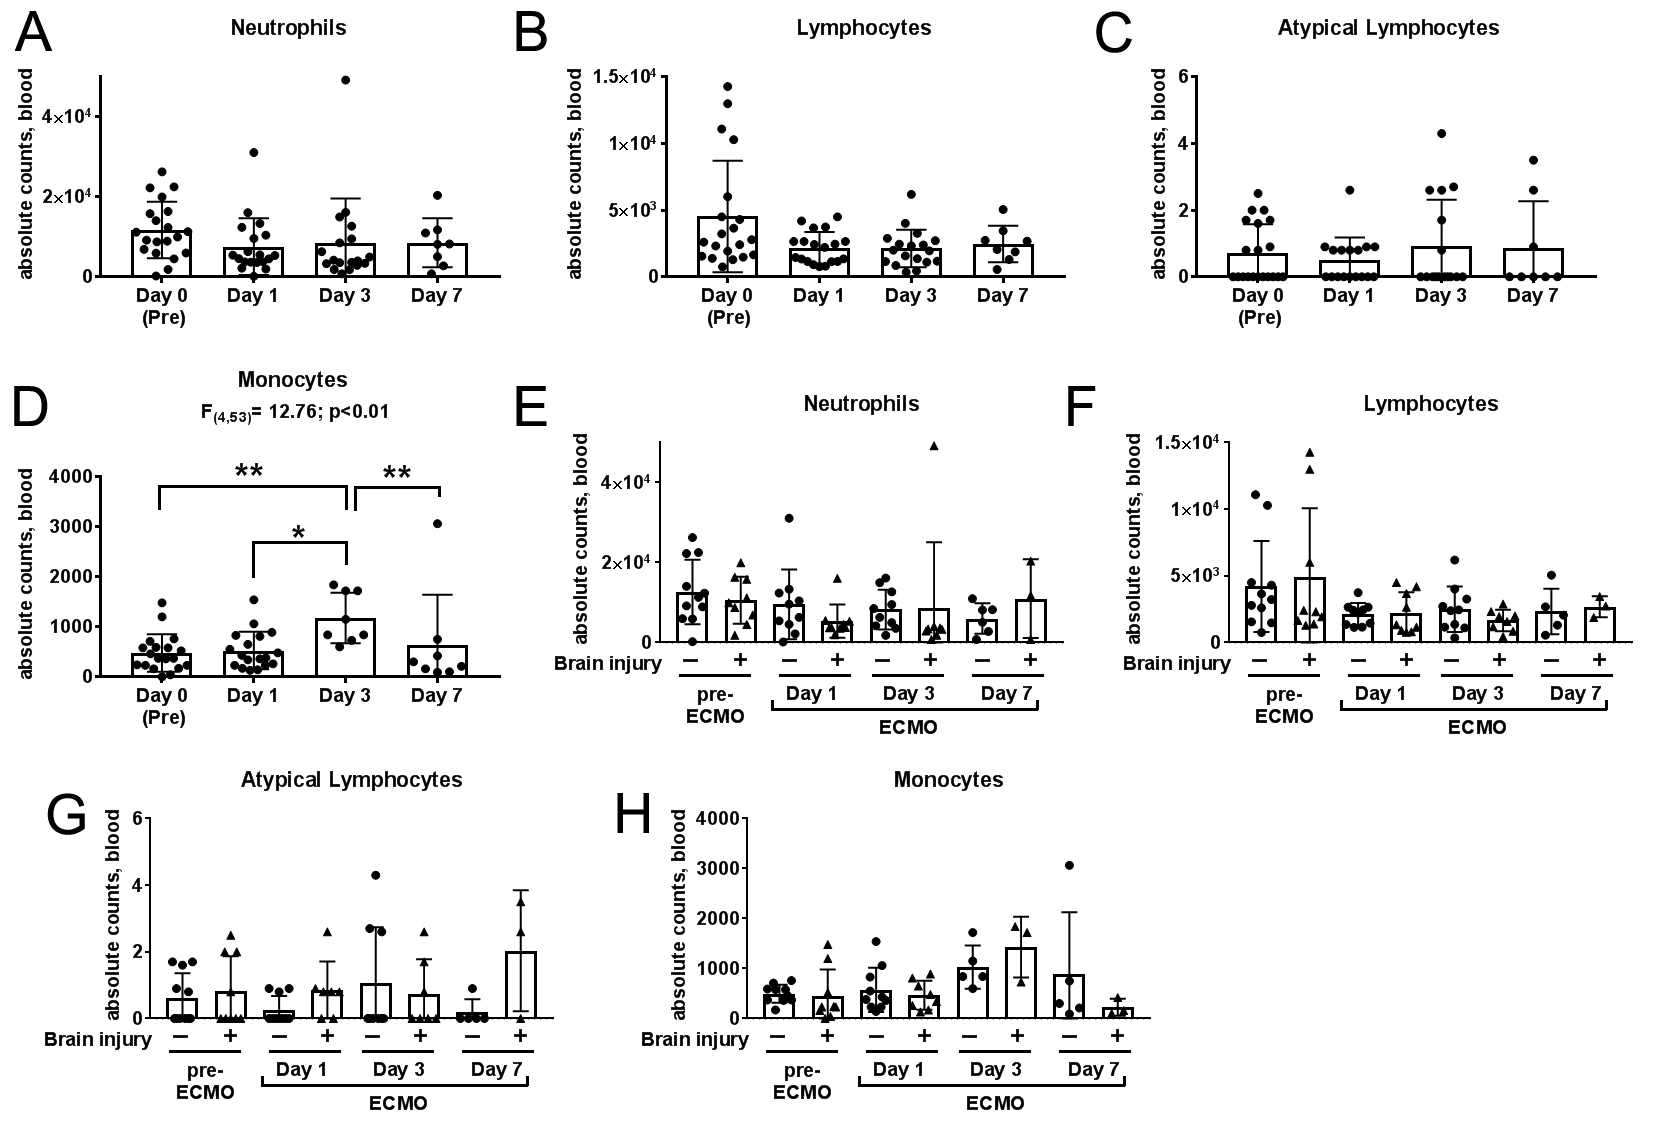 A
Neutrophils
absolute counts, blood
4×10⁴
2×10⁴
0
Day 0
(Pre)
Day 1
Day 3
Day 7
B
Lymphocytes
absolute counts, blood
1.5×10⁴
1×10⁴
5×10³
0
Day 0
(Pre)
Day 1
Day 3
Day 7
C
Atypical Lymphocytes
absolute counts, blood
6
4
2
0
Day 0
(Pre)
Day 1
Day 3
Day 7
D
Monocytes
F(4,53)= 12.76; p<0.01
absolute counts, blood
4000
3000
2000
1000
0
**
**
*
Day 0
(Pre)
Day 1
Day 3
Day 7
E
Neutrophils
absolute counts, blood
4×10⁴
2×10⁴
0
Brain injury − + − + − + − +
pre-
ECMO
Day 1
Day 3
Day 7
ECMO
F
Lymphocytes
absolute counts, blood
1.5×10⁴
1×10⁴
5×10³
0
Brain injury − + − + − + − +
pre-
ECMO
Day 1
Day 3
Day 7
ECMO
G
Atypical Lymphocytes
absolute counts, blood
6
4
2
0
Brain injury − + − + − + − +
pre-
ECMO
Day 1
Day 3
Day 7
ECMO
H
Monocytes
absolute counts, blood
4000
3000
2000
1000
0
Brain injury − + − + − + − +
pre-
ECMO
Day 1
Day 3
Day 7
ECMO